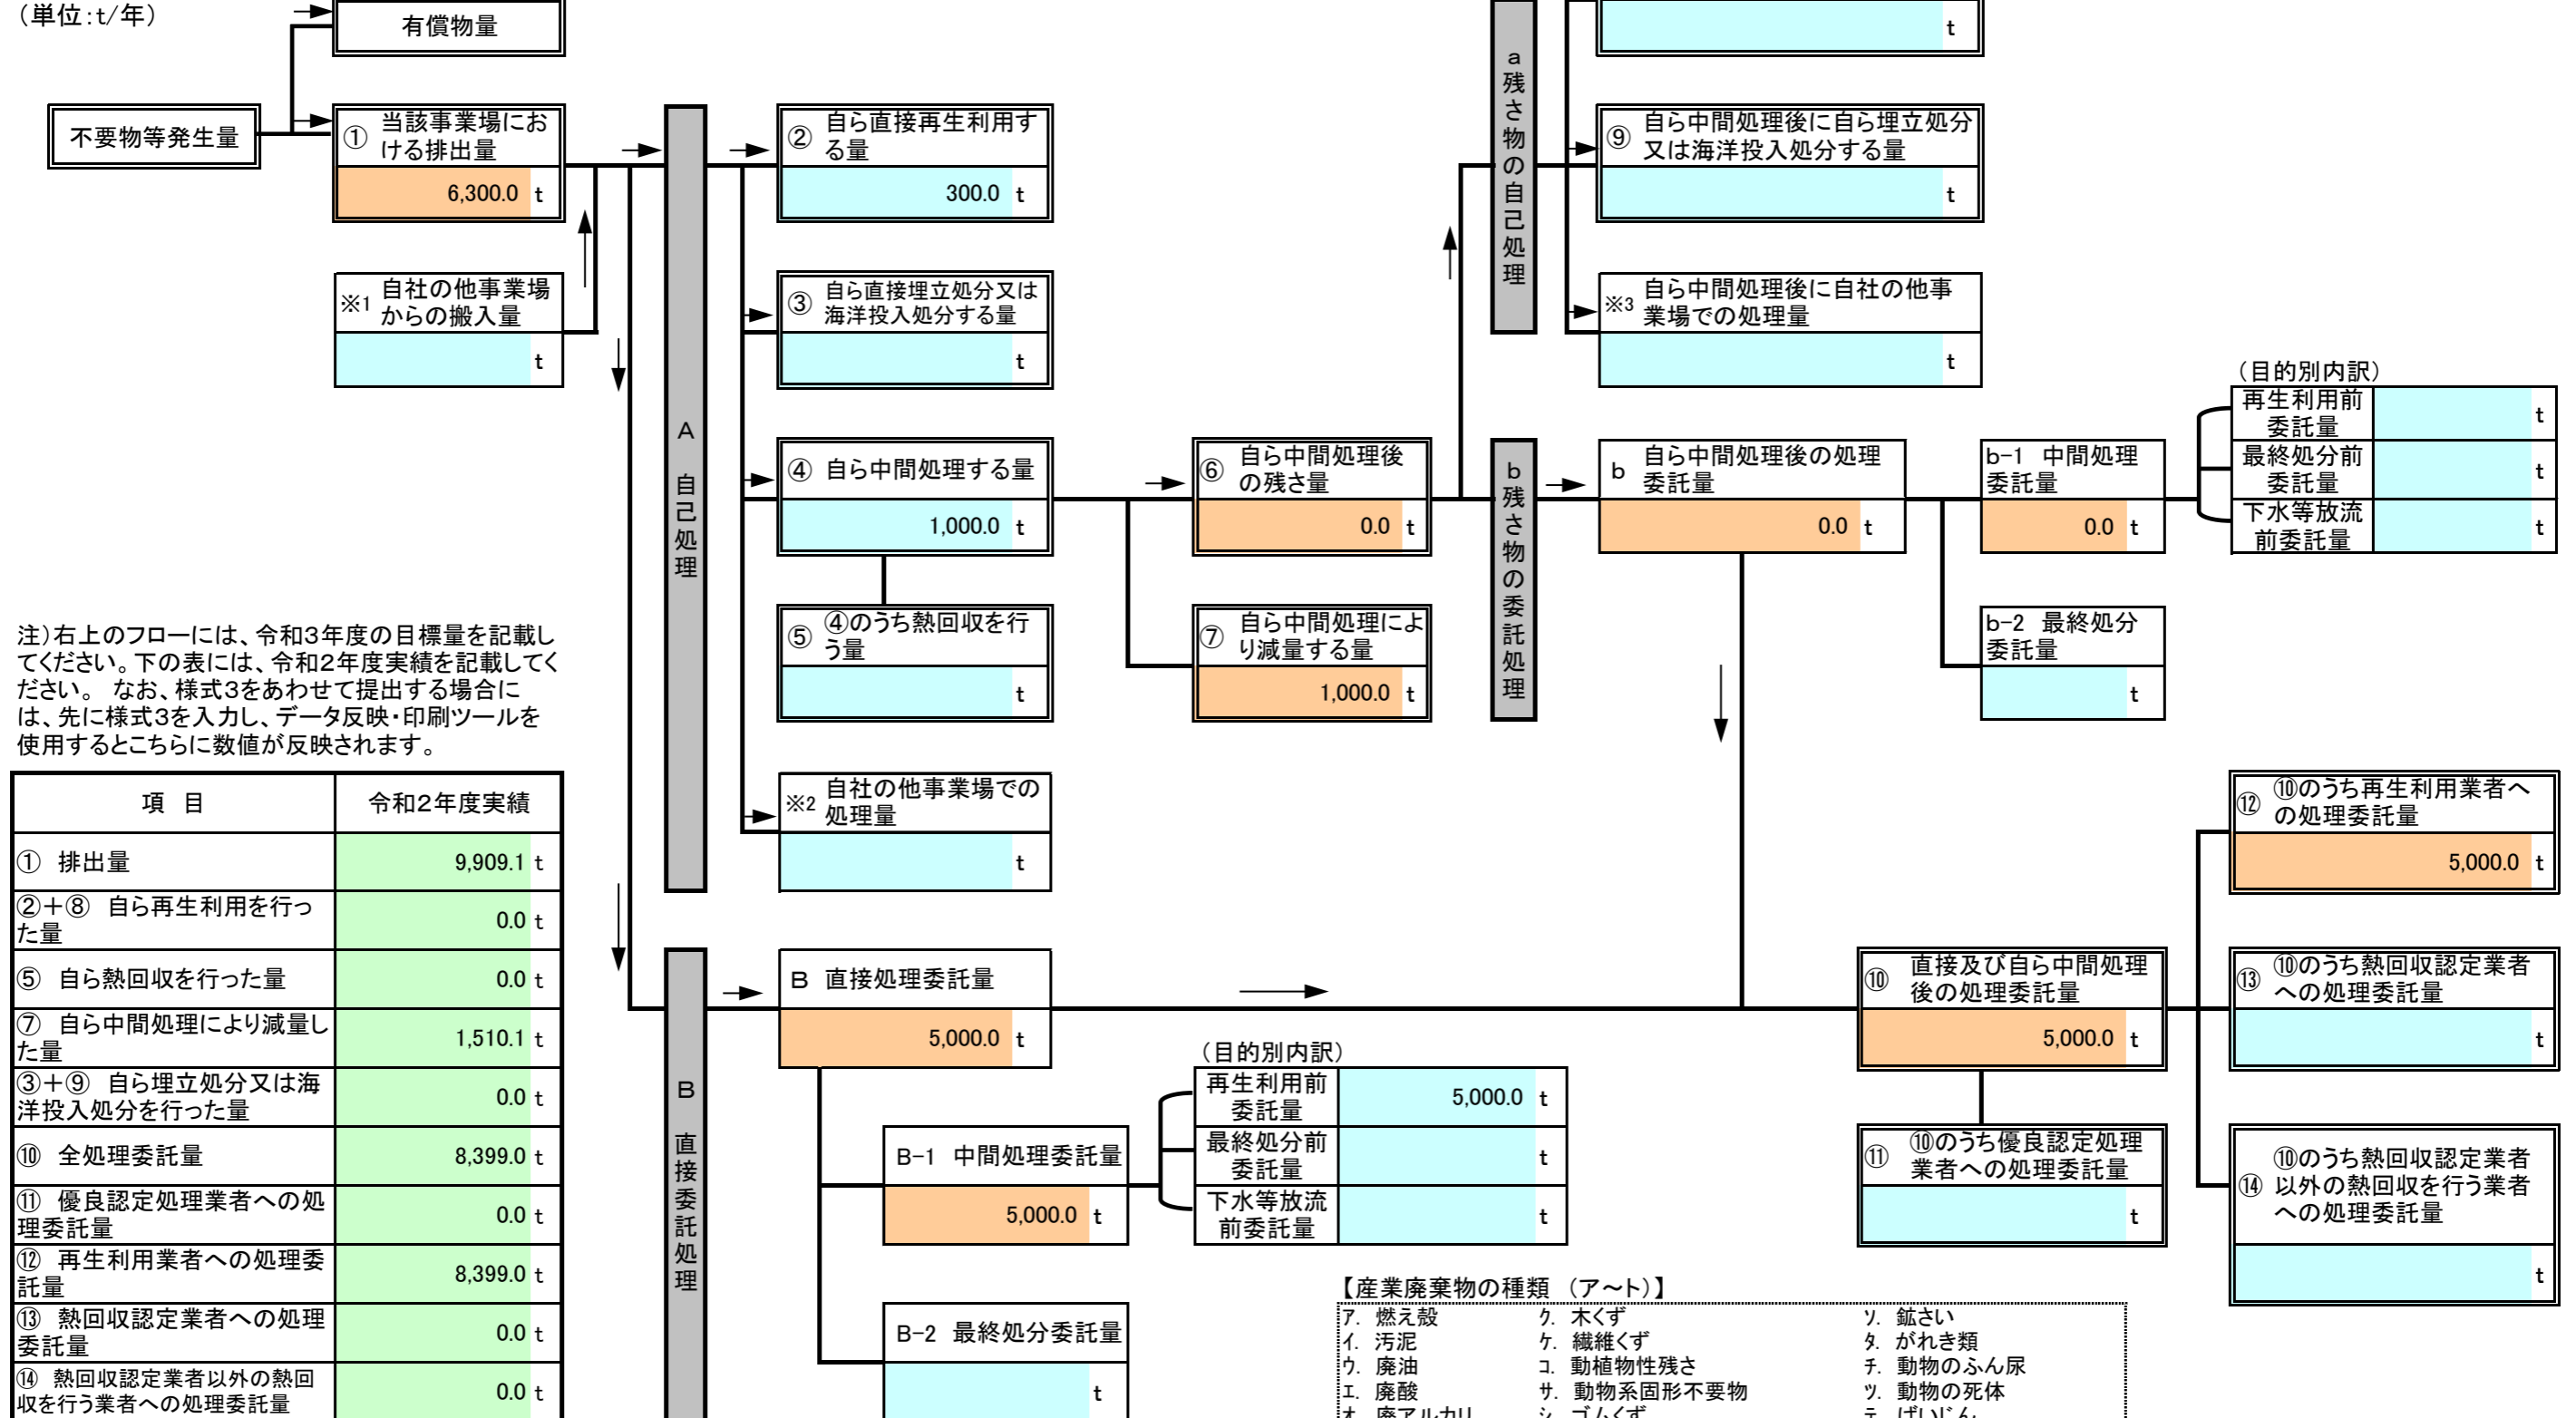 （単位：t/年）
有償物量
t
不要物等発生量
① 当該事業場にお
ける排出量
6,300.0 t
② 自ら直接再生利用す
る量
300.0 t
a 残さ物の自己処理
⑨ 自ら中間処理後に自ら埋立処分
又は海洋投入処分する量
t
※1 自社の他事業場
からの搬入量
t
③ 自ら直接埋立処分又は
海洋投入処分する量
t
※3 自ら中間処理後に自社の他事
業場での処理量
t
A 自己処理
④ 自ら中間処理する量
1,000.0 t
⑥ 自ら中間処理後
の残さ量
0.0 t
b 残さ物の委託処理
b 自ら中間処理後の処理
委託量
0.0 t
b-1 中間処理
委託量
0.0 t
（目的別内訳）
再生利用前
委託量
t
最終処分前
委託量
t
下水等放流
前委託量
t
⑤ ④のうち熱回収を行
う量
t
⑦ 自ら中間処理によ
り減量する量
1,000.0 t
b-2 最終処分
委託量
t
注）右上のフローには、令和３年度の目標量を記載し
てください。下の表には、令和２年度実績を記載してく
ださい。 なお、様式３をあわせて提出する場合に
は、先に様式３を入力し、データ反映・印刷ツールを
使用するとこちらに数値が反映されます。
※2 自社の他事業場での
処理量
t
項 目 令和２年度実績
① 排出量 9,909.1 t
②＋⑧ 自ら再生利用を行っ
た量 0.0 t
⑤ 自ら熱回収を行った量 0.0 t
⑦ 自ら中間処理により減量し
た量 1,510.1 t
③＋⑨ 自ら埋立処分又は海
洋投入処分を行った量 0.0 t
⑩ 全処理委託量 8,399.0 t
⑪ 優良認定処理業者への処
理委託量 0.0 t
⑫ 再生利用業者への処理委
託量 8,399.0 t
⑬ 熱回収認定業者への処理
委託量 0.0 t
⑭ 熱回収認定業者以外の熱回
収を行う業者への処理委託量 0.0 t
B 直接委託処理
B 直接処理委託量
5,000.0 t
B-1 中間処理委託量
5,000.0 t
（目的別内訳）
再生利用前
委託量
5,000.0 t
最終処分前
委託量
t
下水等放流
前委託量
t
B-2 最終処分委託量
t
⑩ 直接及び自ら中間処理
後の処理委託量
5,000.0 t
⑪ ⑩のうち優良認定処理
業者への処理委託量
t
⑫ ⑩のうち再生利用業者へ
の処理委託量
5,000.0 t
⑬ ⑩のうち熱回収認定業者
への処理委託量
t
⑭ ⑩のうち熱回収認定業者
以外の熱回収を行う業者
への処理委託量
t
【産業廃棄物の種類 （ア～ト）】
ｱ. 燃え殻 ｸ. 木くず ｿ. 鉱さい
ｲ. 汚泥 ｹ. 繊維くず ﾀ. がれき類
ｳ. 廃油 ｺ. 動植物性残さ ﾁ. 動物のふん尿
ｴ. 廃酸 ｻ. 動物系固形不要物 ﾂ. 動物の死体
ｵ. 廃アルカリ ｼ. ゴムくず ﾃ. ばいじん